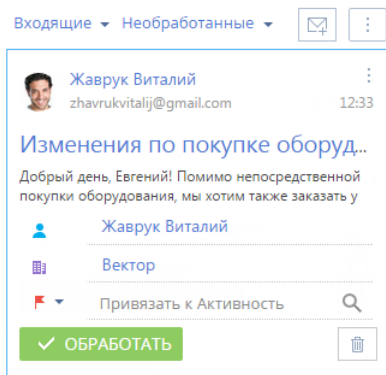 Входящие Необработанные
Жаврук Виталий
zhavrukvitalij@gmail.com 12:33
Изменения по покупке оборуд...
Добрый день, Евгений! Помимо непосредственной
покупки оборудования, мы хотим также заказать у
Жаврук Виталий
Вектор
Привязать к Активность
ОБРАБОТАТЬ